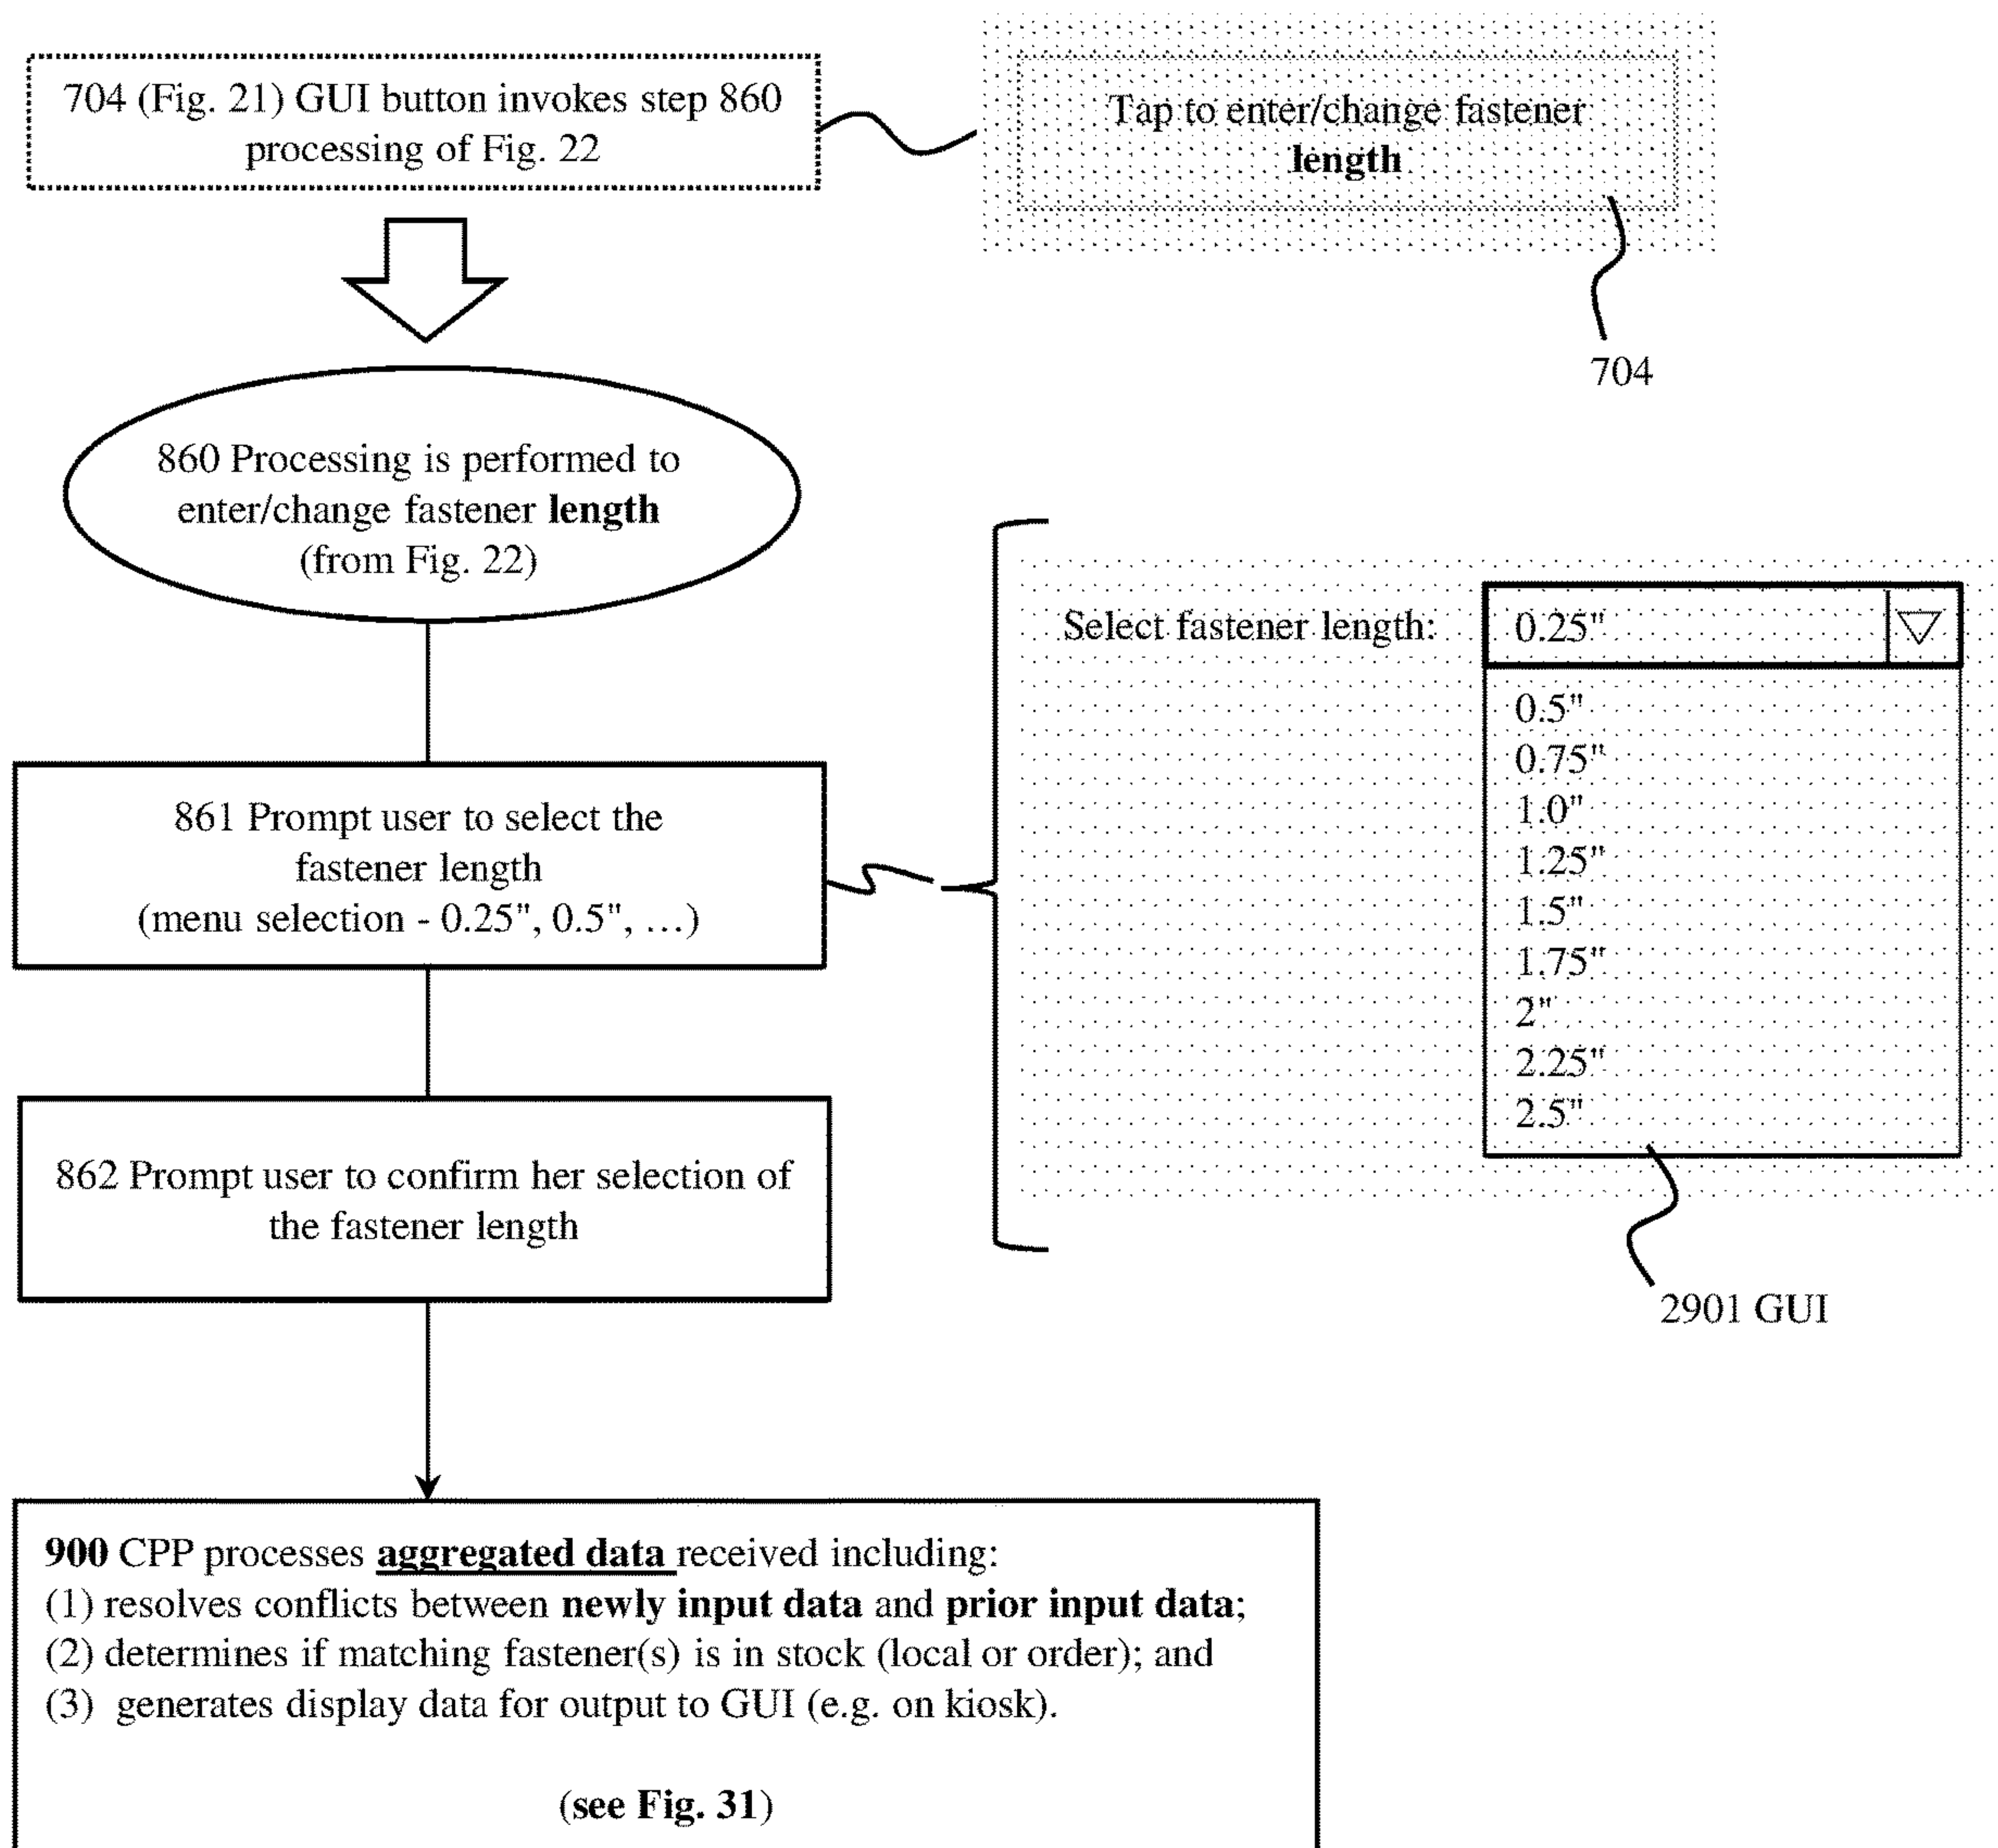 704 (Fig. 21) GUI button invokes step 860
processing of Fig. 22
Tap to enter/change fastener
length
704
860 Processing is performed to
enter/change fastener length
(from Fig. 22)
861 Prompt user to select the
fastener length
(menu selection - 0.25", 0.5", …)
Select fastener length:
0.25"
0.5"
0.75"
1.0"
1.25"
1.5"
1.75"
2"
2.25"
2.5"
2901 GUI
862 Prompt user to confirm her selection of
the fastener length
900 CPP processes aggregated data received including:
(1) resolves conflicts between newly input data and prior input data;
(2) determines if matching fastener(s) is in stock (local or order); and
(3) generates display data for output to GUI (e.g. on kiosk).
(see Fig. 31)